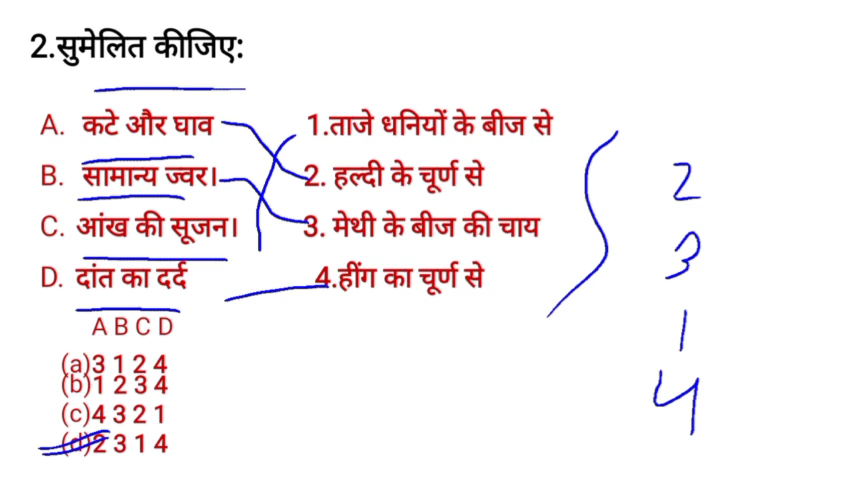 2.सुमेलित कीजिए:
A. कटे और घाव 1.ताजे धनियों के बीज से
B. सामान्य ज्वर। 2. हल्दी के चूर्ण से 2
C. आंख की सूजन। 3. मेथी के बीज की चाय 3
D. दांत का दर्द 4.हींग का चूर्ण से 1
A B C D
(a)3 1 2 4 4
(b)1 2 3 4
(c)4 3 2 1
(d)2 3 1 4